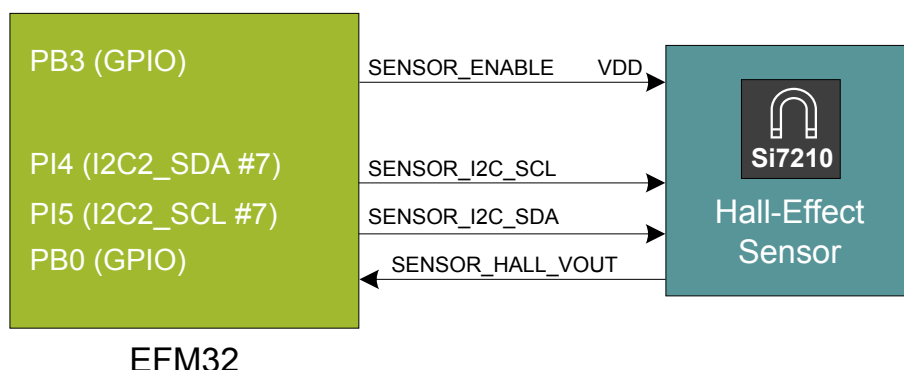 PB3 (GPIO)
SENSOR_ENABLE VDD
PI4 (I2C2_SDA #7)
SENSOR_I2C_SCL
Si7210
PI5 (I2C2_SCL #7)
SENSOR_I2C_SDA
Hall-Effect
Sensor
PB0 (GPIO)
SENSOR_HALL_VOUT
EFM32